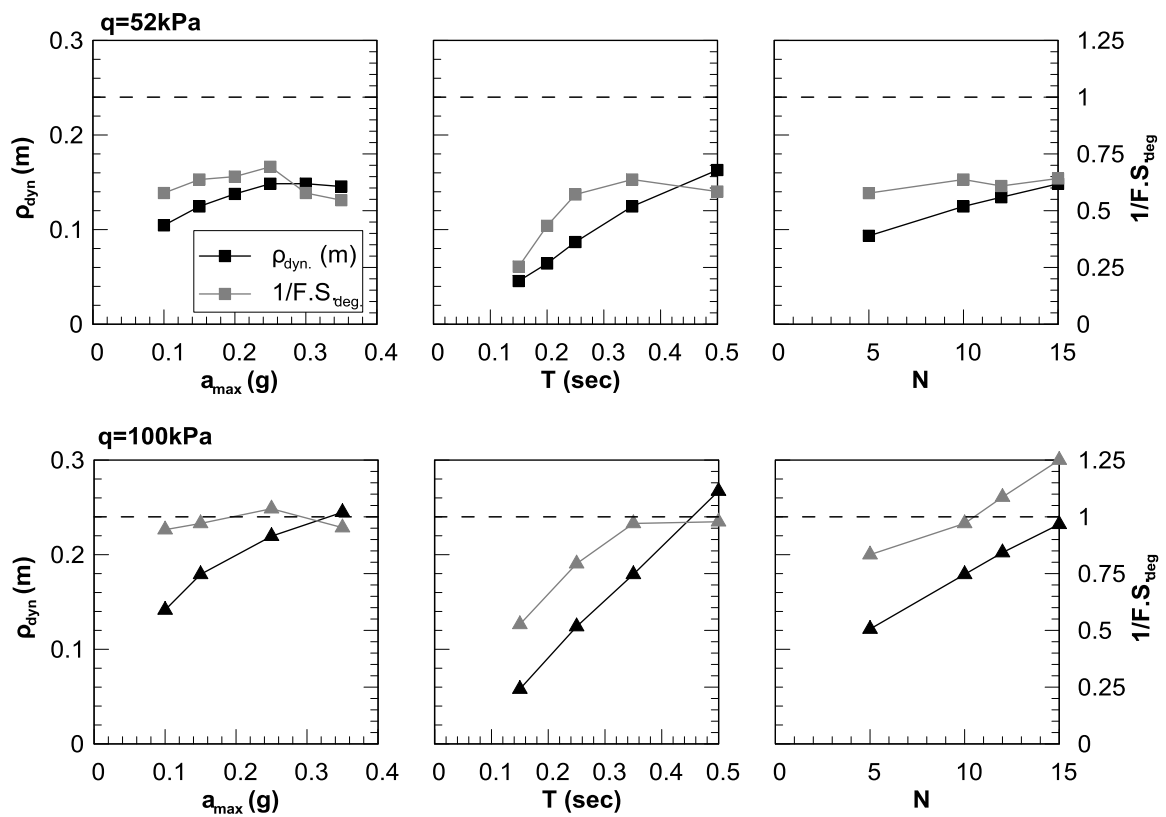 q=52kPa
0.3
0.2
0.1
0
ρdyn (m)
ρdyn. (m)
1/F.S.deg.
0 0.1 0.2 0.3 0.4
amax (g)
0 0.1 0.2 0.3 0.4 0.5
T (sec)
0 5 10 15
N
1.25
1
0.75
0.5
0.25
0
1/F.S.deg
q=100kPa
0.3
0.2
0.1
0
ρdyn (m)
0 0.1 0.2 0.3 0.4
amax (g)
0 0.1 0.2 0.3 0.4 0.5
T (sec)
0 5 10 15
N
1.25
1
0.75
0.5
0.25
0
1/F.S.deg